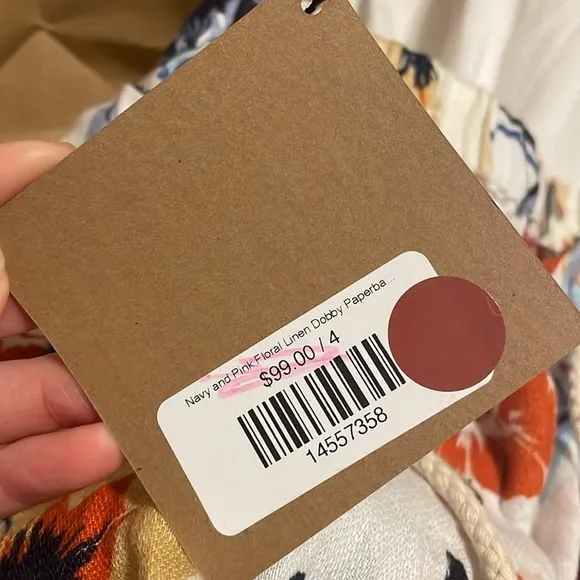 Navy and Pink Floral Linen Dobby Paperba...
$99.00 / 4
14557358